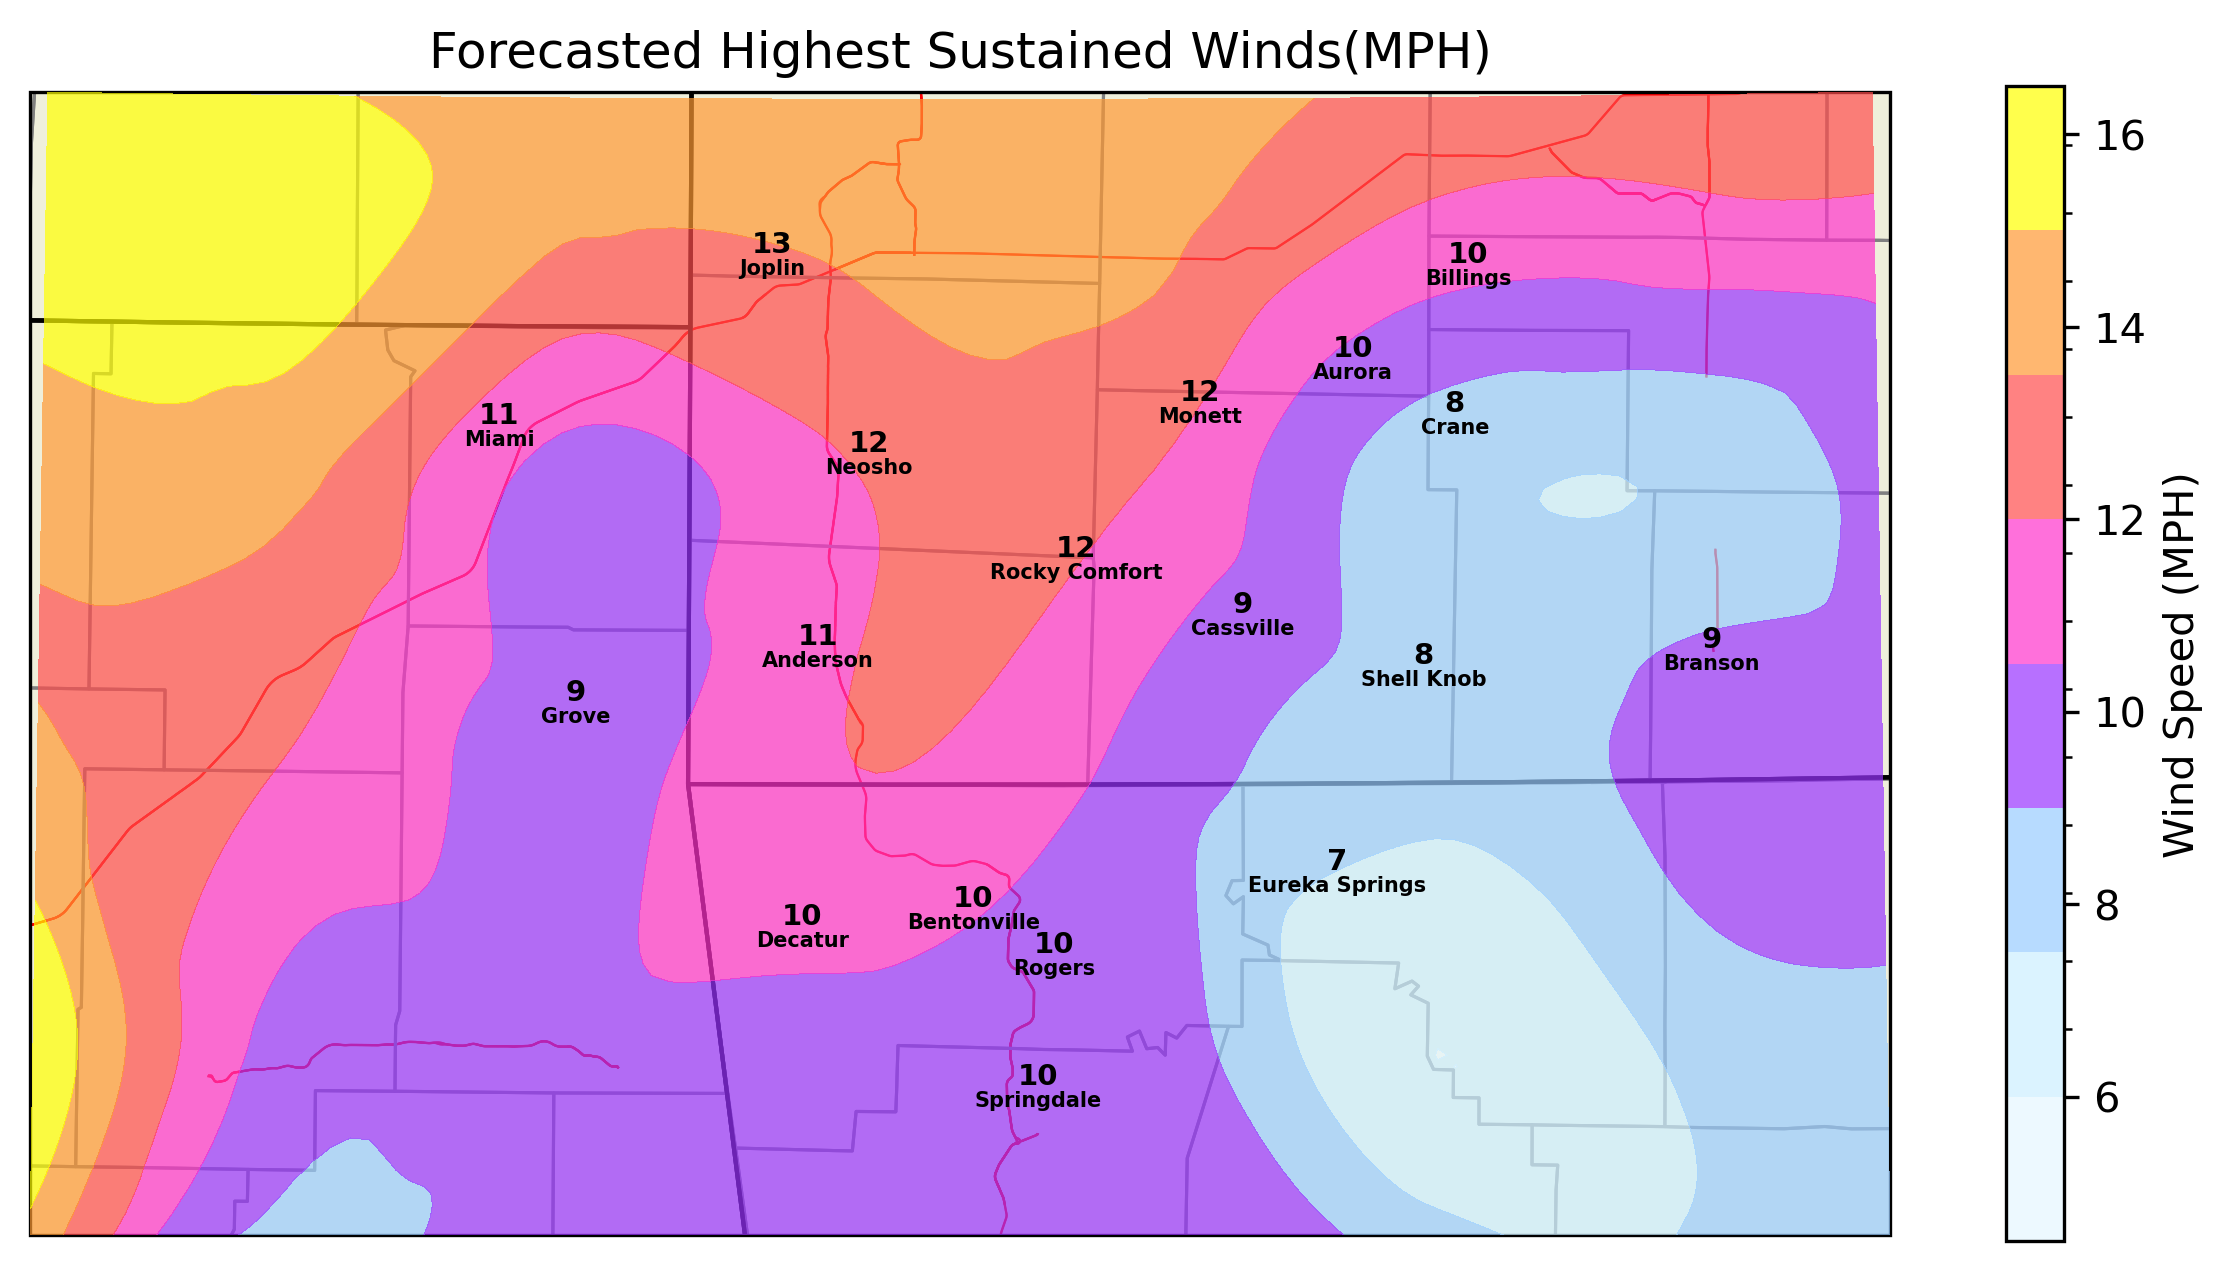 Forecasted Highest Sustained Winds(MPH)
13
Joplin
10
Billings
10
Aurora
12
Monett
8
Crane
11
Miami
12
Neosho
12
Rocky Comfort
9
Cassville
11
Anderson
8
Shell Knob
9
Branson
9
Grove
7
Eureka Springs
10
Bentonville
10
Decatur
10
Rogers
10
Springdale
16
14
12
10
8
6
Wind Speed (MPH)